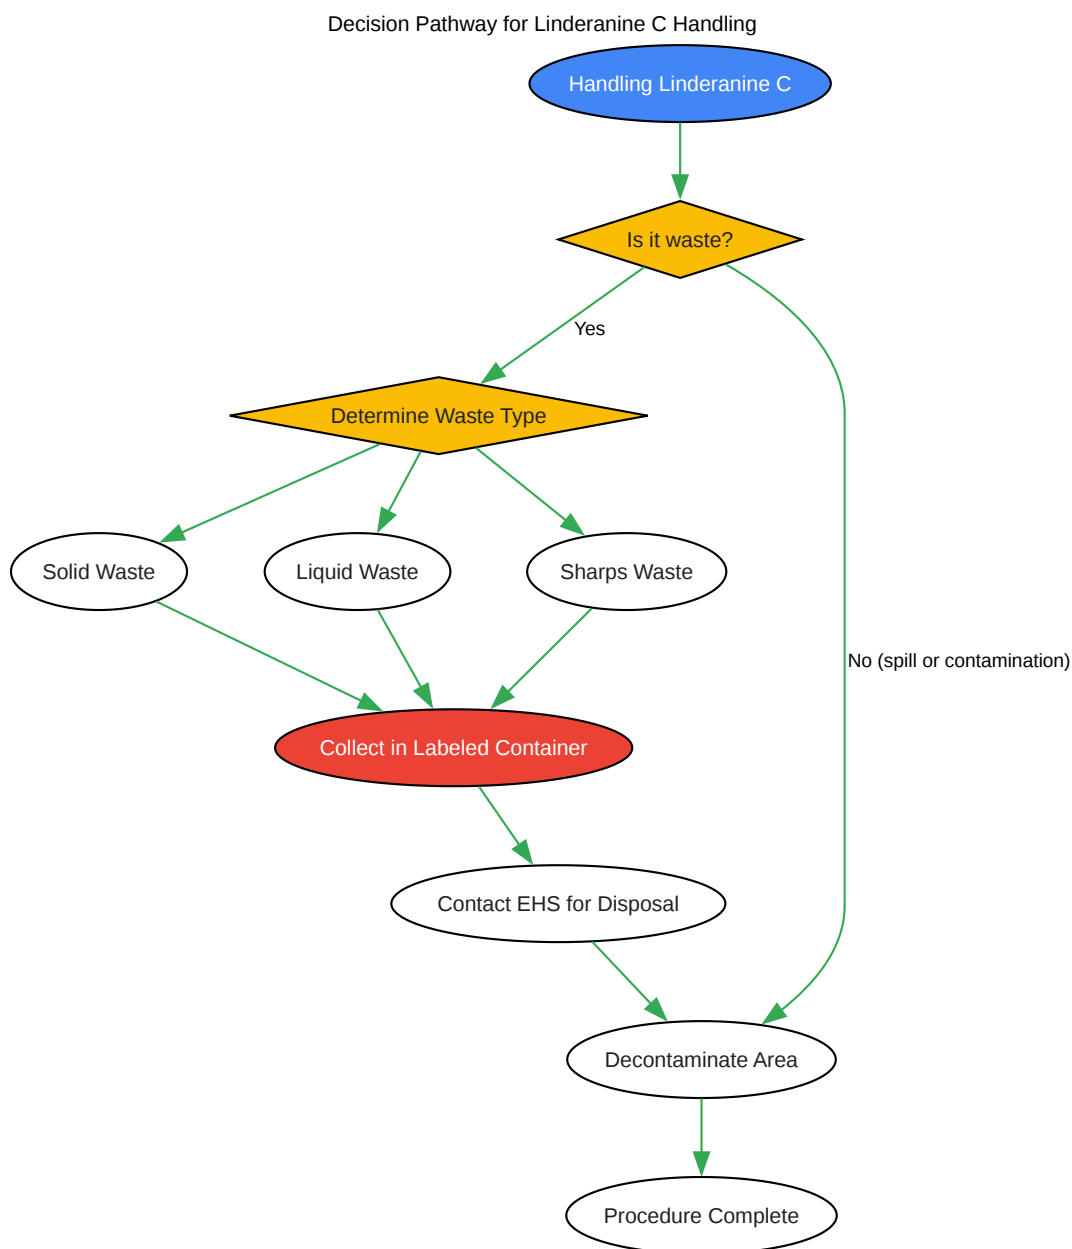 Decision Pathway for Linderanine C Handling
Handling Linderanine C
Is it waste?
Yes
Determine Waste Type
Solid Waste
Liquid Waste
Sharps Waste
No (spill or contamination)
Collect in Labeled Container
Contact EHS for Disposal
Decontaminate Area
Procedure Complete